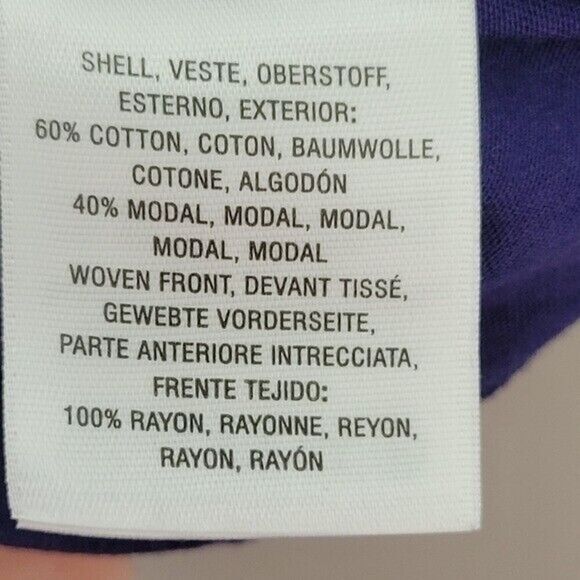 SHELL, VESTE, OBERSTOFF,
ESTERNO, EXTERIOR:
60% COTTON, COTON, BAUMWOLLE,
COTONE, ALGODÓN
40% MODAL, MODAL, MODAL,
MODAL, MODAL
WOVEN FRONT, DEVANT TISSÉ,
GEWEBTE VORDERSEITE,
PARTE ANTERIORE INTRECCIATA,
FRENTE TEJIDO:
100% RAYON, RAYONNE, REYON,
RAYON, RAYÓN